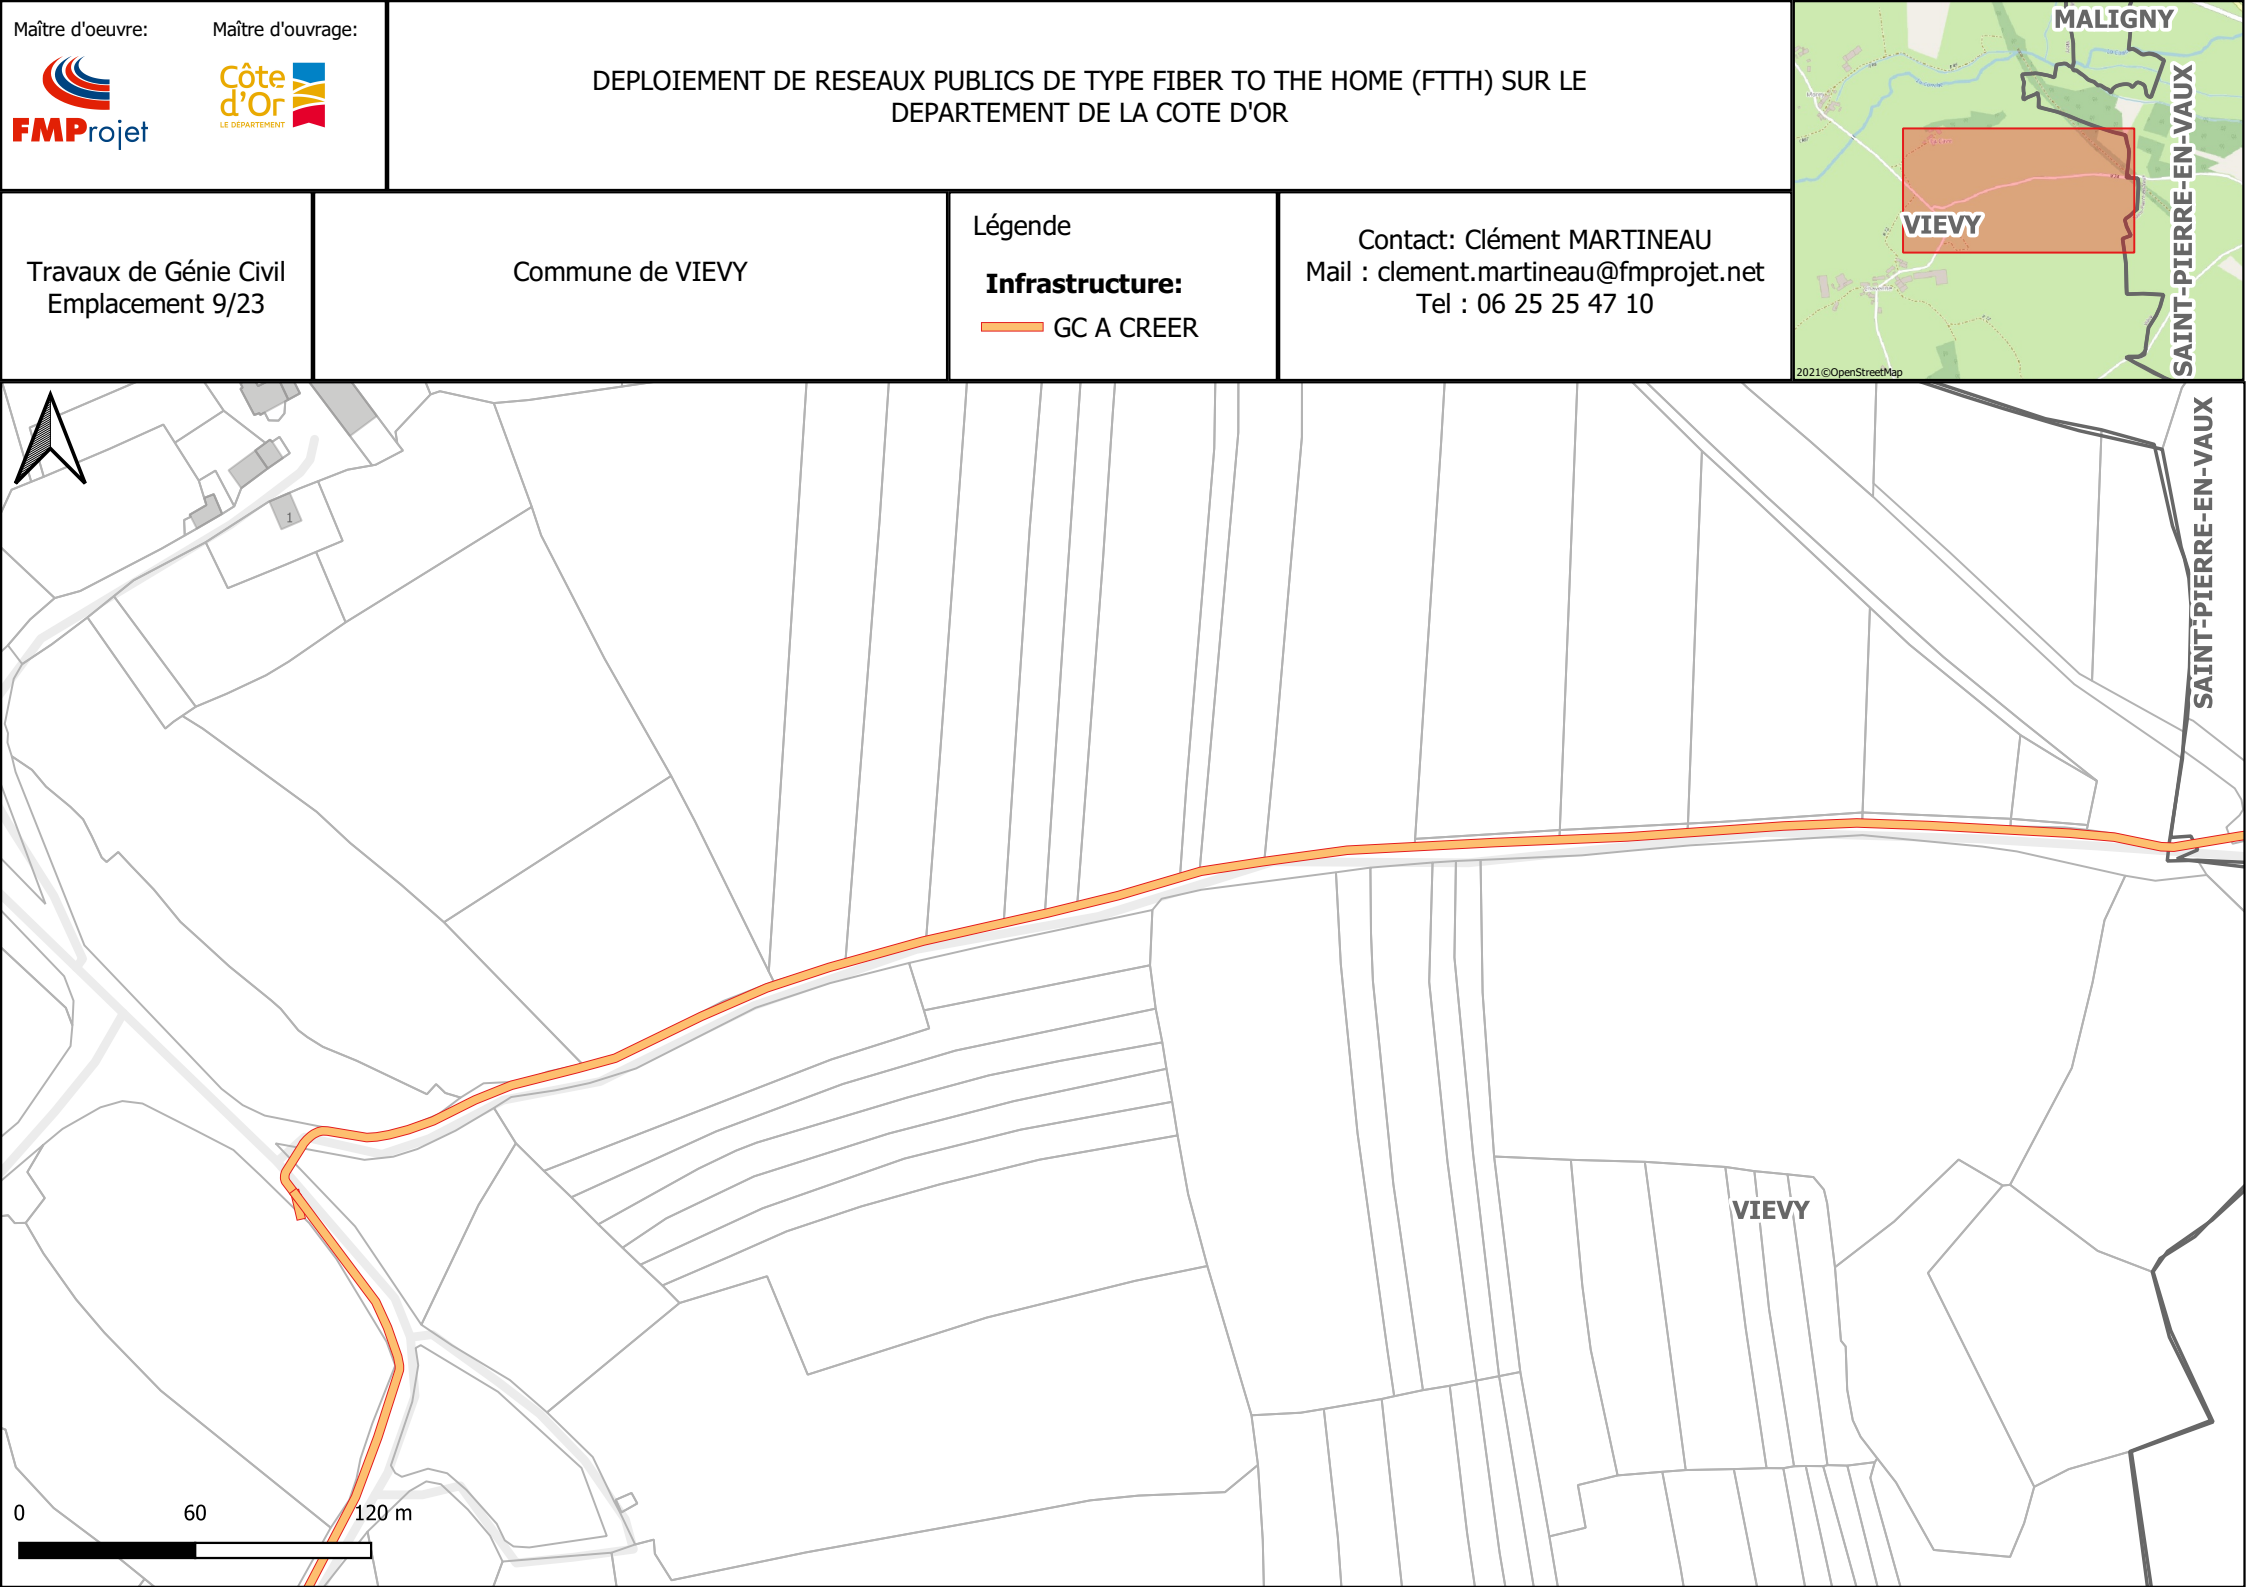 Maître d'oeuvre:
Maître d'ouvrage:
FMProjet
Côte
d'Or
LE DÉPARTEMENT
DEPLOIEMENT DE RESEAUX PUBLICS DE TYPE FIBER TO THE HOME (FTTH) SUR LE
DEPARTEMENT DE LA COTE D'OR
Travaux de Génie Civil
Emplacement 9/23
Commune de VIEVY
Légende
Infrastructure:
GC A CREER
Contact: Clément MARTINEAU
Mail : clement.martineau@fmprojet.net
Tel : 06 25 25 47 10
MALIGNY
SAINT-PIERRE-EN-VAUX
VIEVY
2021©OpenStreetMap
SAINT-PIERRE-EN-VAUX
1
VIEVY
0 60 120 m